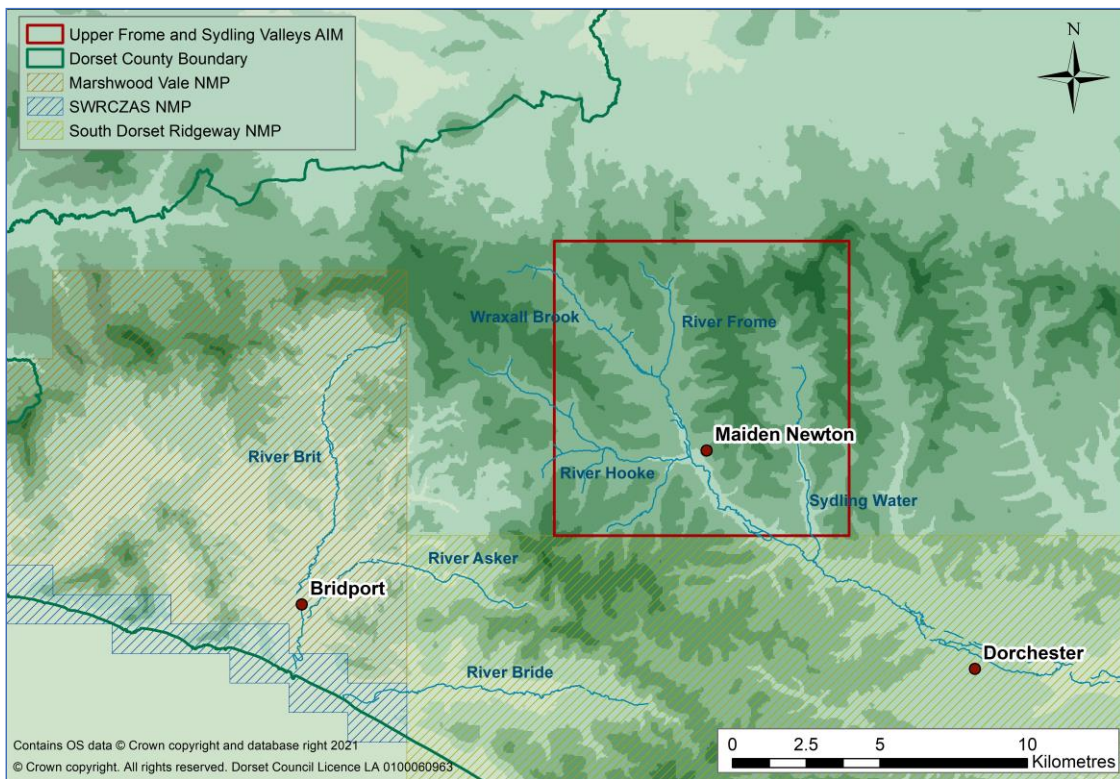 Upper Frome and Sydling Valleys AIM
Dorset County Boundary
Marshwood Vale NMP
SWRCZAS NMP
South Dorset Ridgeway NMP
N
Wraxall Brook
River Frome
Maiden Newton
River Brit
River Hooke
Sydling Water
River Asker
Bridport
Dorchester
River Bride
Contains OS data © Crown copyright and database right 2021
© Crown copyright. All rights reserved. Dorset Council Licence LA 0100060963
0 2.5 5 10
Kilometres